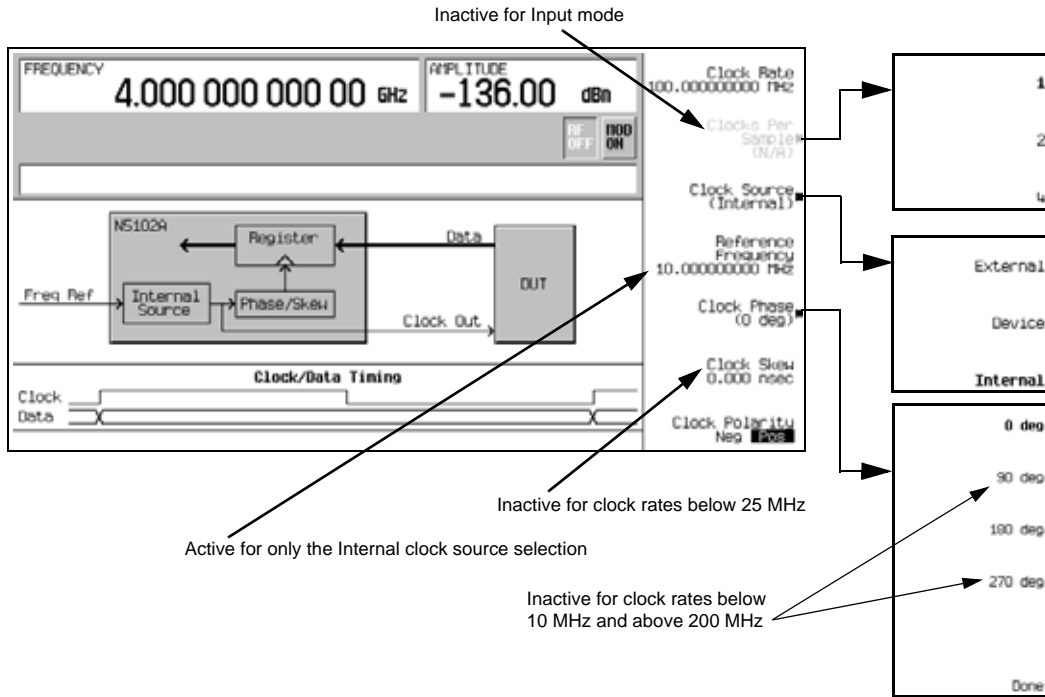 Inactive for Input mode
FREQUENCY
4.000 000 000 00 GHz
AMPLITUDE
-136.00 dBm
RF OFF
MOD ON
Clock Rate
100.000000000 MHz
Clocks Per
Sample
(N/A)
Clock Source
(Internal)
Reference
Frequency
10.000000000 MHz
Clock Phase
(0 deg)
Clock Skew
0.000 nsec
Clock Polarity
Neg Pos
N5102A
Register
Data
DUT
Freq Ref
Internal
Source
Phase/Skew
Clock Out
Clock/Data Timing
Clock
Data
1
2
4
External
Device
Internal
0 deg
90 deg
180 deg
270 deg
Done
Inactive for clock rates below 25 MHz
Active for only the Internal clock source selection
Inactive for clock rates below
10 MHz and above 200 MHz